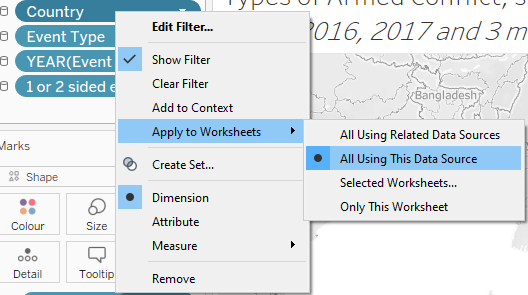 Types of Armed Conflict,
2016, 2017 and 3 m
Country
Event Type
YEAR(Event
1 or 2 sided e
Marks
Shape
Colour
Size
Detail
Tooltip
Edit Filter...
Show Filter
Clear Filter
Add to Context
Apply to Worksheets
Create Set...
Dimension
Attribute
Measure
Remove
All Using Related Data Sources
All Using This Data Source
Selected Worksheets...
Only This Worksheet
Bangladesh